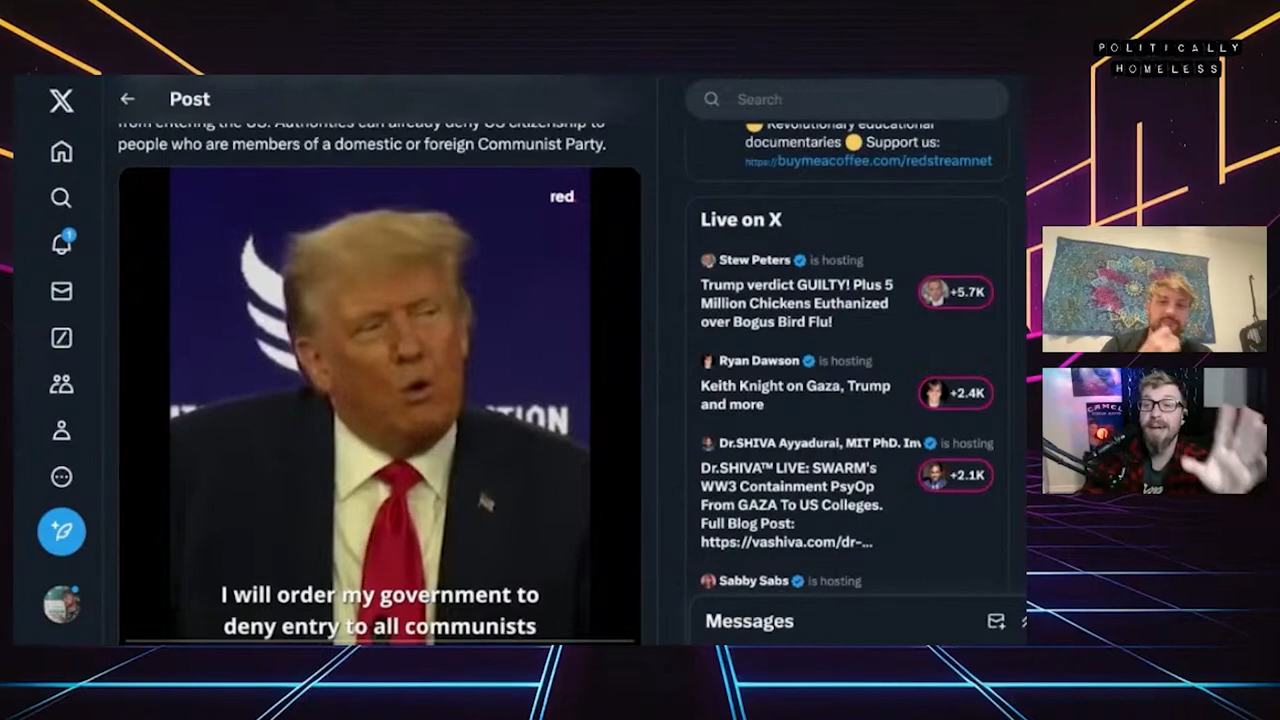 POLITICALLY
HOMELESS
Post
from entering the US. Authorities can already deny US citizenship to
people who are members of a domestic or foreign Communist Party.
red.
I will order my government to
deny entry to all communists
Search
Revolutionary educational
documentaries 🟡 Support us:
https://buymeacoffee.com/redstreamnet
Live on X
Stew Peters is hosting
Trump verdict GUILTY! Plus 5
Million Chickens Euthanized
over Bogus Bird Flu!
+5.7K
Ryan Dawson is hosting
Keith Knight on Gaza, Trump
and more
+2.4K
Dr.SHIVA Ayyadurai, MIT PhD. Inv is hosting
Dr.SHIVA™ LIVE: SWARM's
WW3 Containment PsyOp
From GAZA To US Colleges.
Full Blog Post:
https://vashiva.com/dr-...
+2.1K
Sabby Sabs is hosting
Messages
1
CAMEL